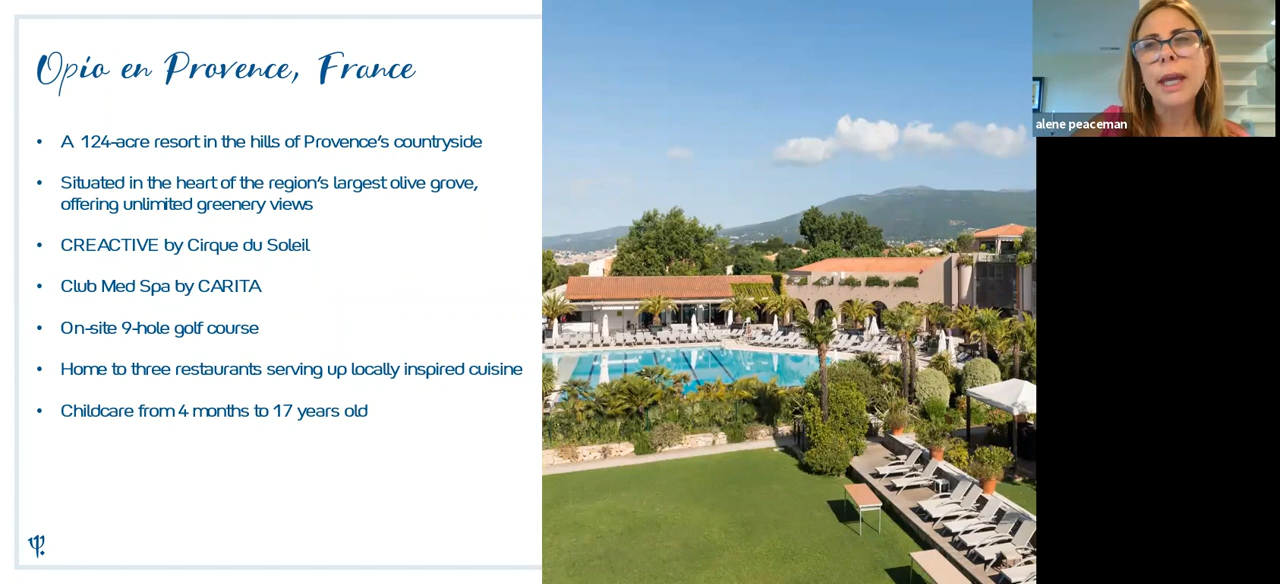 Opio en Provence, France
• A 124-acre resort in the hills of Provence's countryside
• Situated in the heart of the region's largest olive grove,
offering unlimited greenery views
• CREACTIVE by Cirque du Soleil
• Club Med Spa by CARITA
• On-site 9-hole golf course
• Home to three restaurants serving up locally inspired cuisine
• Childcare from 4 months to 17 years old
alene peaceman